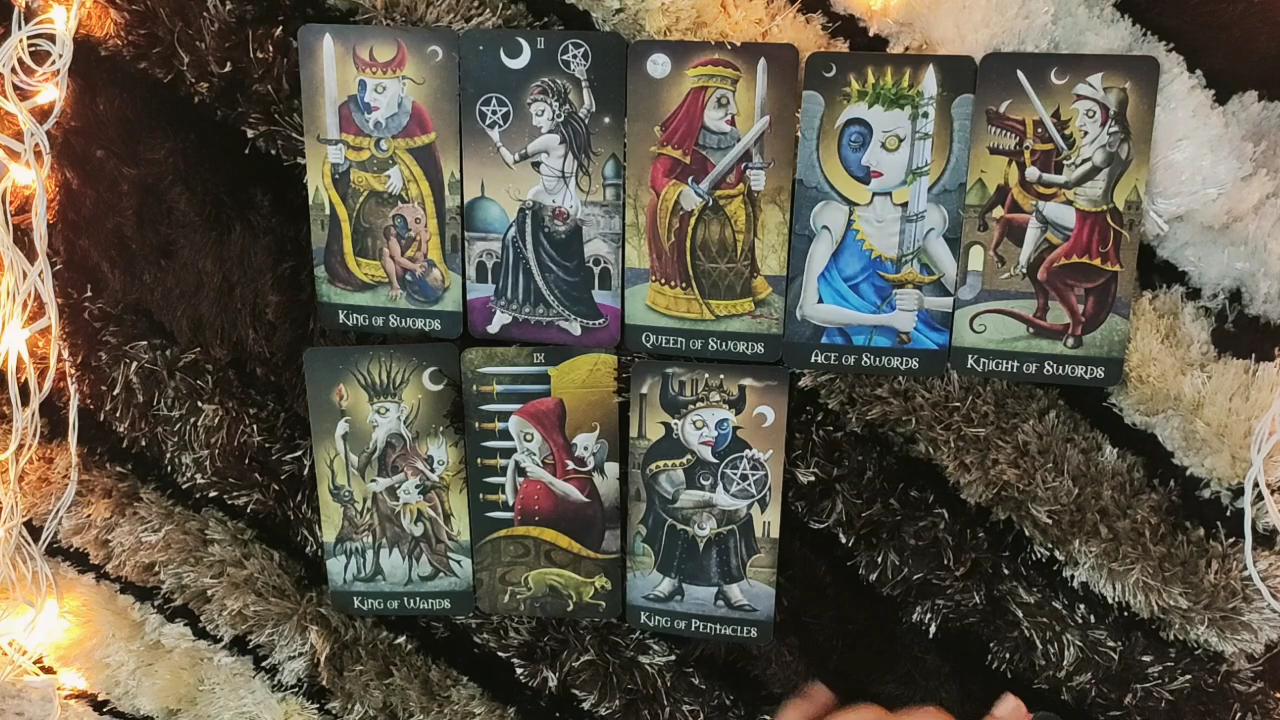 II
King of Swords
Queen of Swords
Ace of Swords
Knight of Swords
IX
King of Wands
King of Pentacles